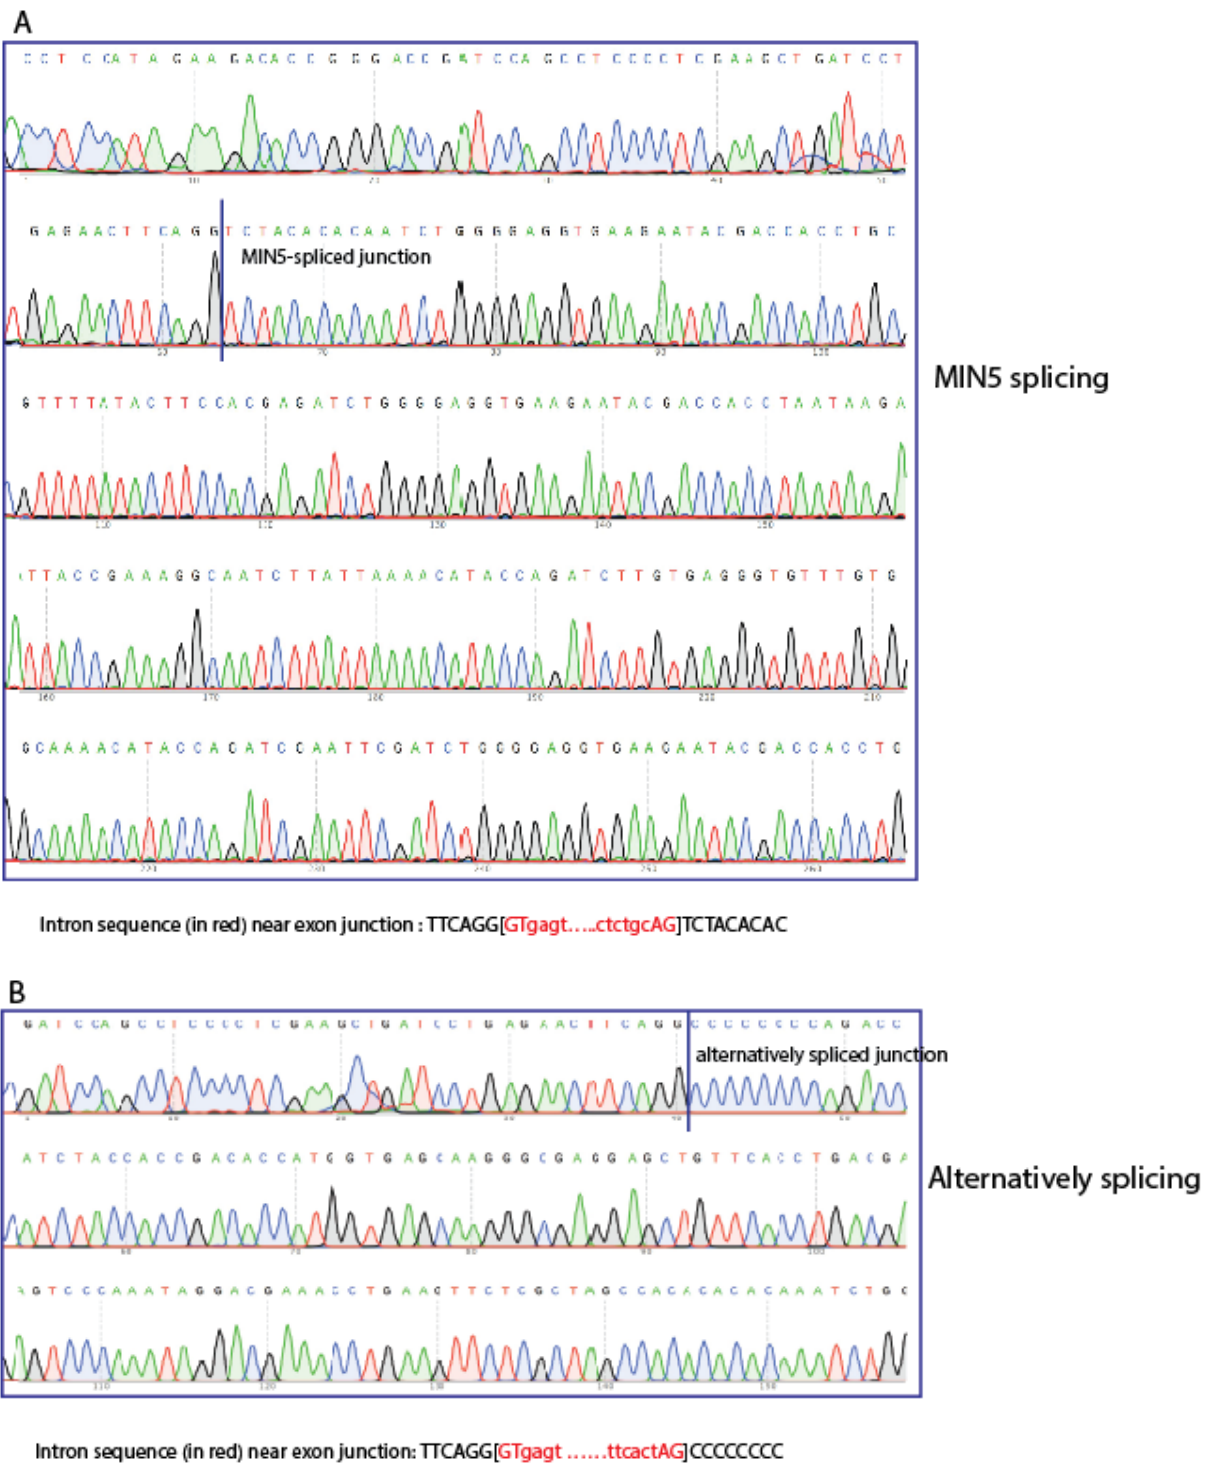 A
C C T C C A T A G A A G A C A C C G G G A C C G A T C C A G C C T C C C C T C G A A G C T G A T C C T
G A G A A C T T C A G G T C T A C A C A C A A T C T G G G G A G G T G A A G A A T A C G A C C A C C T G C
MIN5-spliced junction
MIN5 splicing
G T T T T A T A C T T C C A C G A G A T C T G G G G A G G T G A A G A A T A C G A C C A C C T A A T A A G A
T T A C C G A A A G G C A A T C T T A T T A A A A C A T A C C A G A T C T T G T G A G G G T G T T T G T G
G C A A A A C A T A C C A G A T C G A A T T C G A T C T G G G G A G G T G A A G A A T A C G A C C A C C T G
Intron sequence (in red) near exon junction : TTCAGG[GTgagt.....ctctgcAG]TCTACACAC
B
G A T C C A G C C T C C C C T C G A A G C T G A T C C T G A G A A C T T C A G G C C C C C C C C A G A C C
alternatively spliced junction
A T C T A C C A C C G A C A C C A T G G T G A G C A A G G G C G A G G A G C T G T T C A C C T G A C G A
Alternatively splicing
A G T C C C A A A T A G G A C G A A A C C T G A A G T T C T C G C T A G C C A C A C A C A C A A A T C T G G
Intron sequence (in red) near exon junction: TTCAGG[GTgagt ......ttcactAG]CCCCCCCC